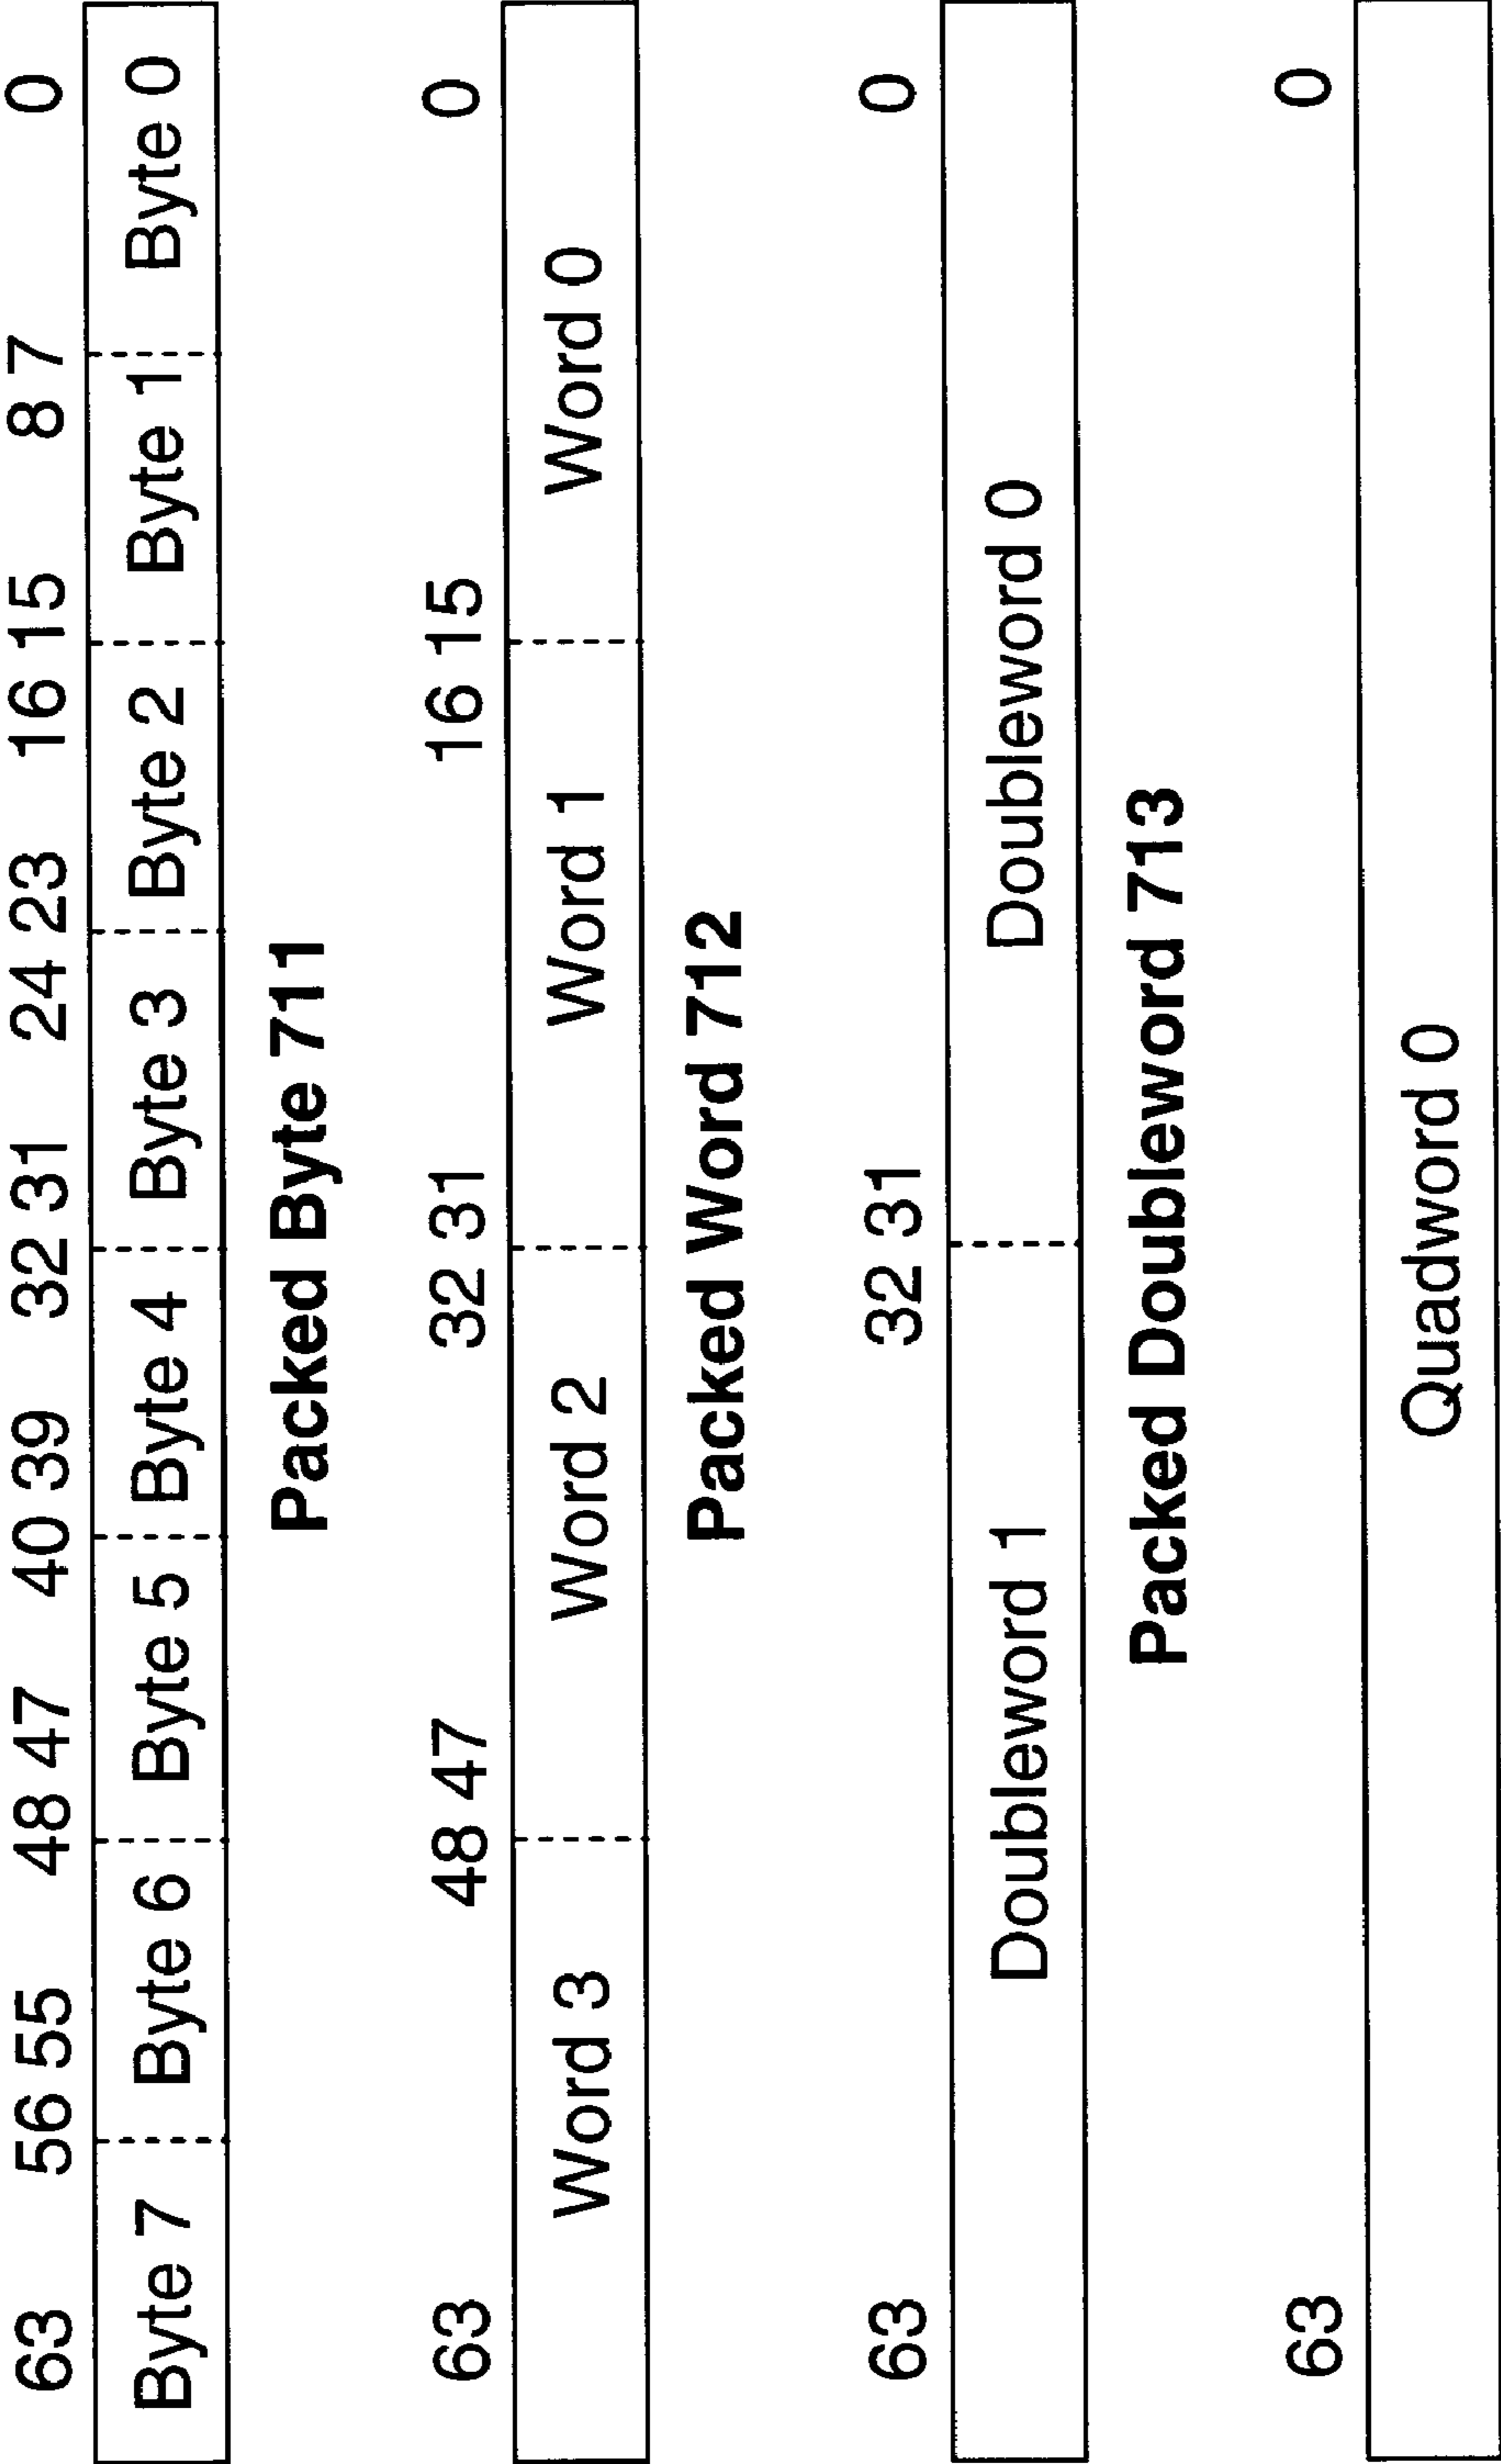 63 56 55 48 47 40 39 32 31 24 23 16 15 8 7 0
Byte 7 Byte 6 Byte 5 Byte 4 Byte 3 Byte 2 Byte 1 Byte 0
Packed Byte 711
63 48 47 32 31 16 15 0
Word 3 Word 2 Word 1 Word 0
Packed Word 712
63 32 31 0
Doubleword 1 Doubleword 0
Packed Doubleword 713
63 0
Quadword 0